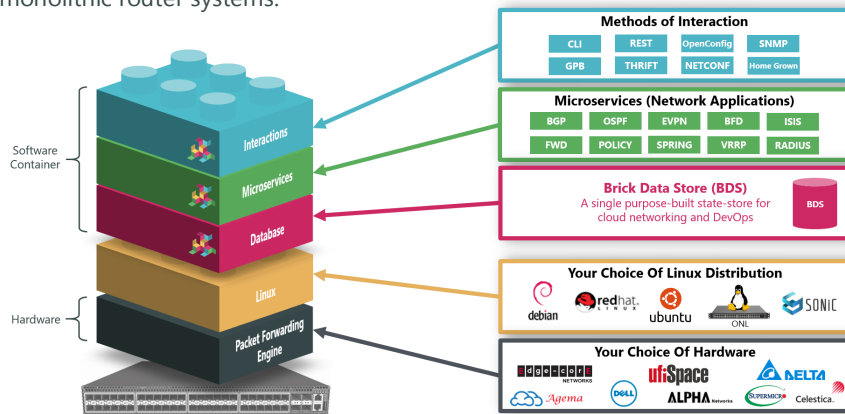 monolithic router systems.
Software
Container
Hardware
Interactions
Microservices
Database
Linux
Packet Forwarding
Engine
Methods of Interaction
CLI REST OpenConfig SNMP
GPB THRIFT NETCONF Home Grown
Microservices (Network Applications)
BGP OSPF EVPN BFD ISIS
FWD POLICY SPRING VRRP RADIUS
Brick Data Store (BDS)
A single purpose-built state-store for
cloud networking and DevOps
BDS
Your Choice Of Linux Distribution
debian
redhat.
LINUX
ubuntu
ONL
SONIC
Your Choice Of Hardware
Edge-corE
NETWORKS
ufiSpace
DELTA
Agema
DELL
ALPHA Networks
SUPERMICRO
Celestica.